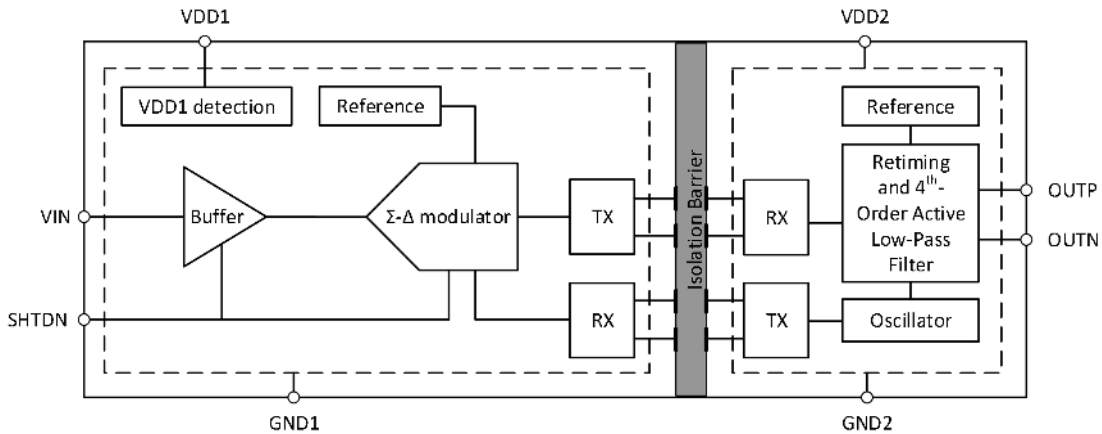 VDD1
VDD2
VDD1 detection
Reference
Reference
VIN
Buffer
Σ-Δ modulator
TX
Isolation Barrier
RX
Retiming
and 4th-
Order Active
Low-Pass
Filter
OUTP
OUTN
SHTDN
RX
TX
Oscillator
GND1
GND2